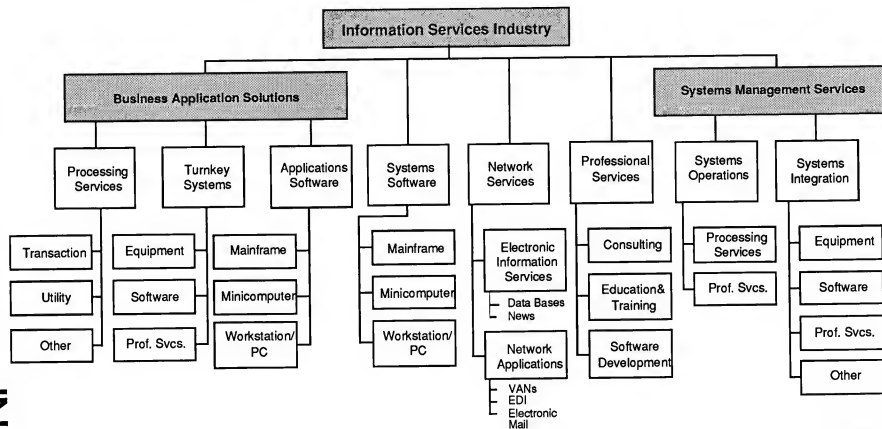 Information Services Industry
Business Application Solutions
Systems Management Services
Processing
Services
Turnkey
Systems
Applications
Software
Systems
Software
Network
Services
Professional
Services
Systems
Operations
Systems
Integration
Transaction
Utility
Other
Equipment
Software
Prof. Svcs.
Mainframe
Minicomputer
Workstation/
PC
Mainframe
Minicomputer
Workstation/
PC
Electronic
Information
Services
Data Bases
News
Network
Applications
VANs
EDI
Electronic
Mail
Consulting
Education&
Training
Software
Development
Processing
Services
Prof. Svcs.
Equipment
Software
Prof. Svcs.
Other